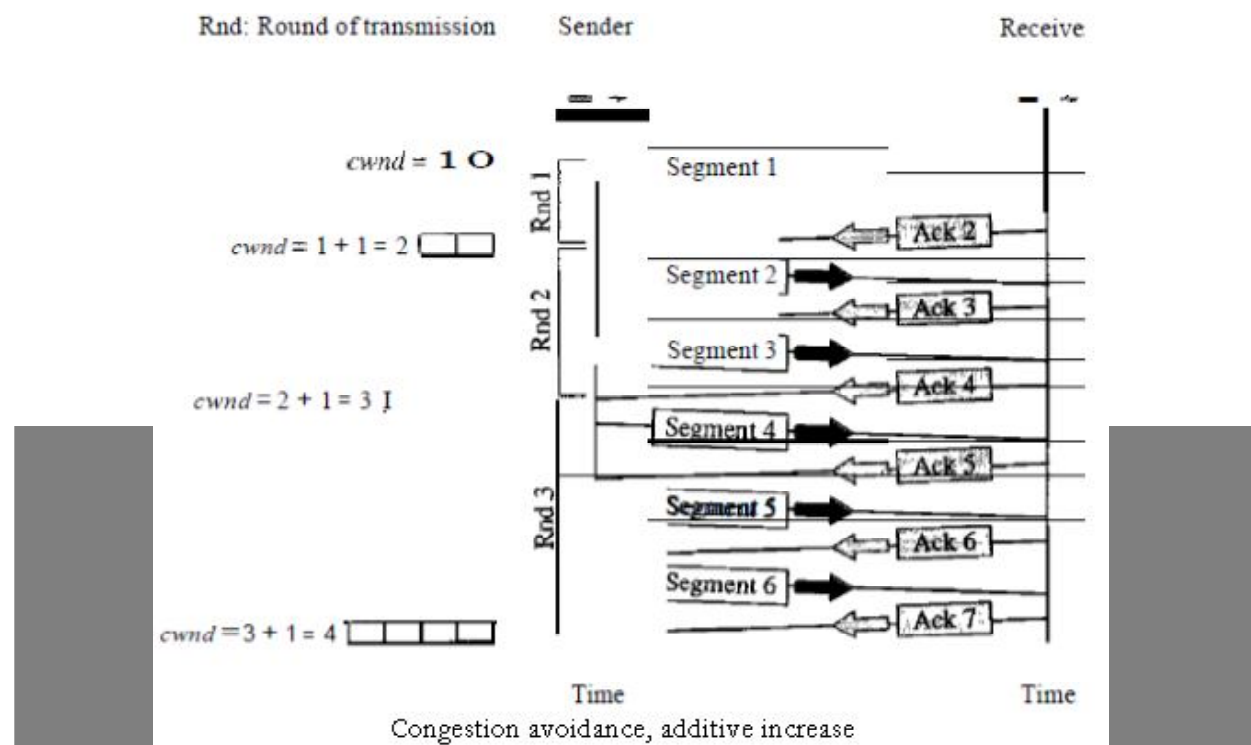 Rnd: Round of transmission Sender Receive
cwnd = 1 0
Rnd 1
Segment 1
Ack 2
cwnd = 1 + 1 = 2
Rnd 2
Segment 2
Ack 3
Segment 3
Ack 4
cwnd = 2 + 1 = 3 I
Rnd 3
Segment 4
Ack 5
Segment 5
Ack 6
Segment 6
Ack 7
cwnd = 3 + 1 = 4
Time Time
Congestion avoidance, additive increase